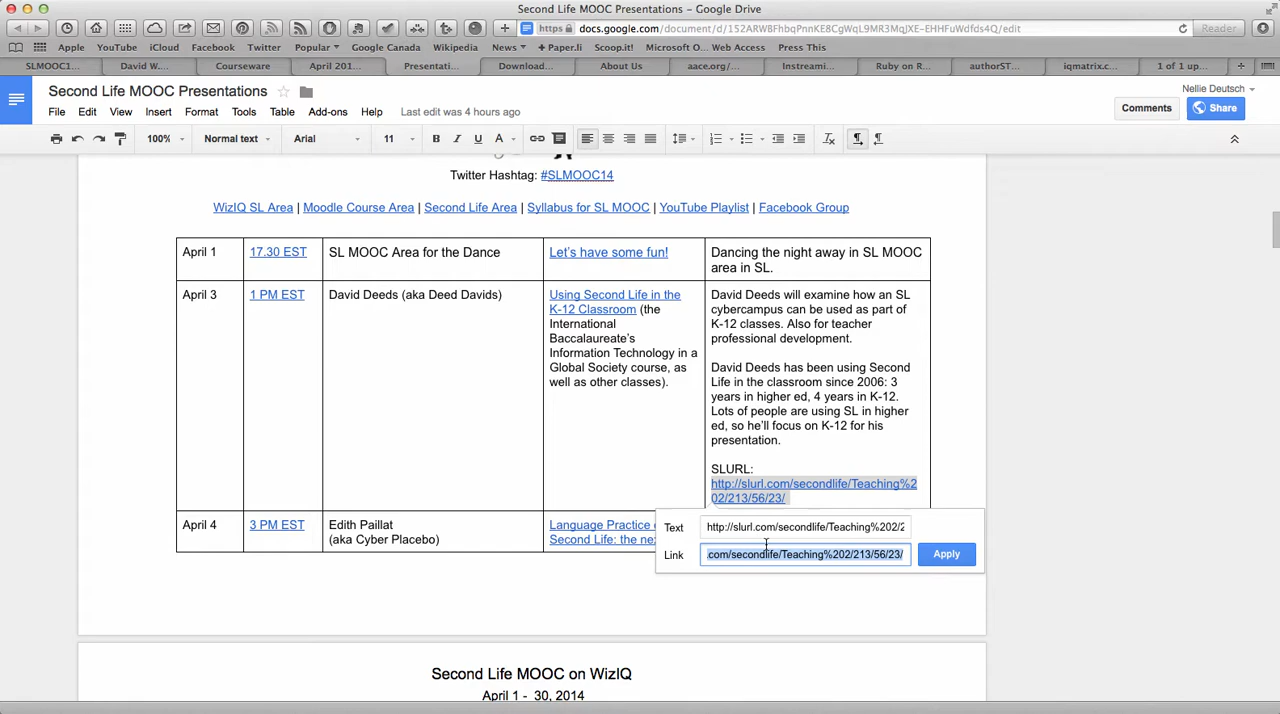 Second Life MOOC Presentations - Google Drive
https docs.google.com/document/d/152ARWBFhbqPnnKE8CgWqL9MR3MqJXE-EHHFuWdfds4Q/edit Reader
Apple YouTube iCloud Facebook Twitter Popular Google Canada Wikipedia News + Paper.li Scoop.it! Microsoft O... Web Access Press This
SLMOOC1... David W.... Courseware April 201... Presentati... Download... About Us aace.org/... Instreami... Ruby on R... authorST... iqmatrix.c... 1 of 1 up...
Second Life MOOC Presentations
Nellie Deutsch
Comments Share
File Edit View Insert Format Tools Table Add-ons Help Last edit was 4 hours ago
100% Normal text Arial 11 B I U A
Twitter Hashtag: #SLMOOC14
WizIQ SL Area | Moodle Course Area | Second Life Area | Syllabus for SL MOOC | YouTube Playlist | Facebook Group
April 1
17.30 EST
SL MOOC Area for the Dance
Let's have some fun!
Dancing the night away in SL MOOC
area in SL.
April 3
1 PM EST
David Deeds (aka Deed Davids)
Using Second Life in the
K-12 Classroom (the
International
Baccalaureate's
Information Technology in a
Global Society course, as
well as other classes).
David Deeds will examine how an SL
cybercampus can be used as part of
K-12 classes. Also for teacher
professional development.
David Deeds has been using Second
Life in the classroom since 2006: 3
years in higher ed, 4 years in K-12.
Lots of people are using SL in higher
ed, so he'll focus on K-12 for his
presentation.
SLURL:
http://slurl.com/secondlife/Teaching%2
02/213/56/23/
April 4
3 PM EST
Edith Paillat
(aka Cyber Placebo)
Language Practice
Second Life: the
Text http://slurl.com/secondlife/Teaching%202/2
Link .com/secondlife/Teaching%202/213/56/23/ Apply
Second Life MOOC on WizIQ
April 1 - 30, 2014